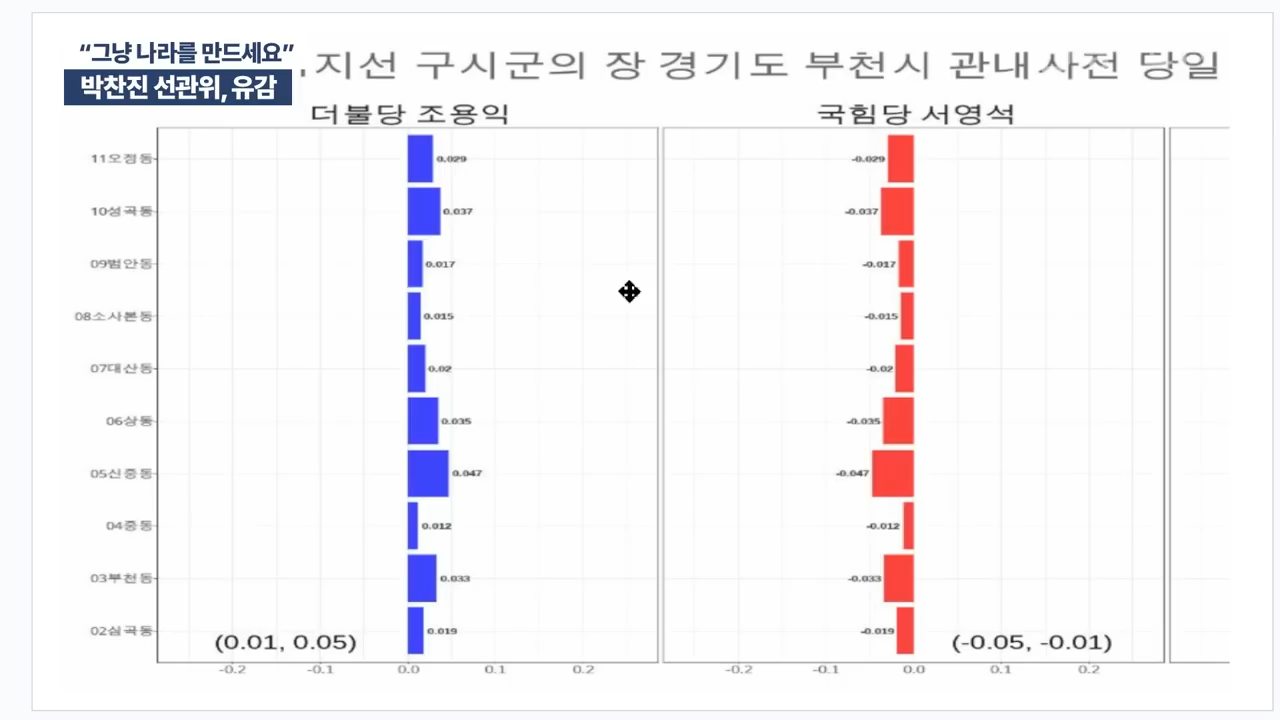 “그냥 나라를 만드세요”
박찬진 선관위, 유감
지선 구시군의 장 경기도 부천시 관내사전 당일
더불당 조용익
국힘당 서영석
11오정동
0.029
-0.029
10성곡동
0.037
-0.037
09범안동
0.017
-0.017
08소사본동
0.015
-0.015
07대산동
0.02
-0.02
06상동
0.035
-0.035
05신중동
0.047
-0.047
04중동
0.012
-0.012
03부천동
0.033
-0.033
02심곡동
0.019
-0.019
(0.01, 0.05)
(-0.05, -0.01)
-0.2 -0.1 0.0 0.1 0.2
-0.2 -0.1 0.0 0.1 0.2